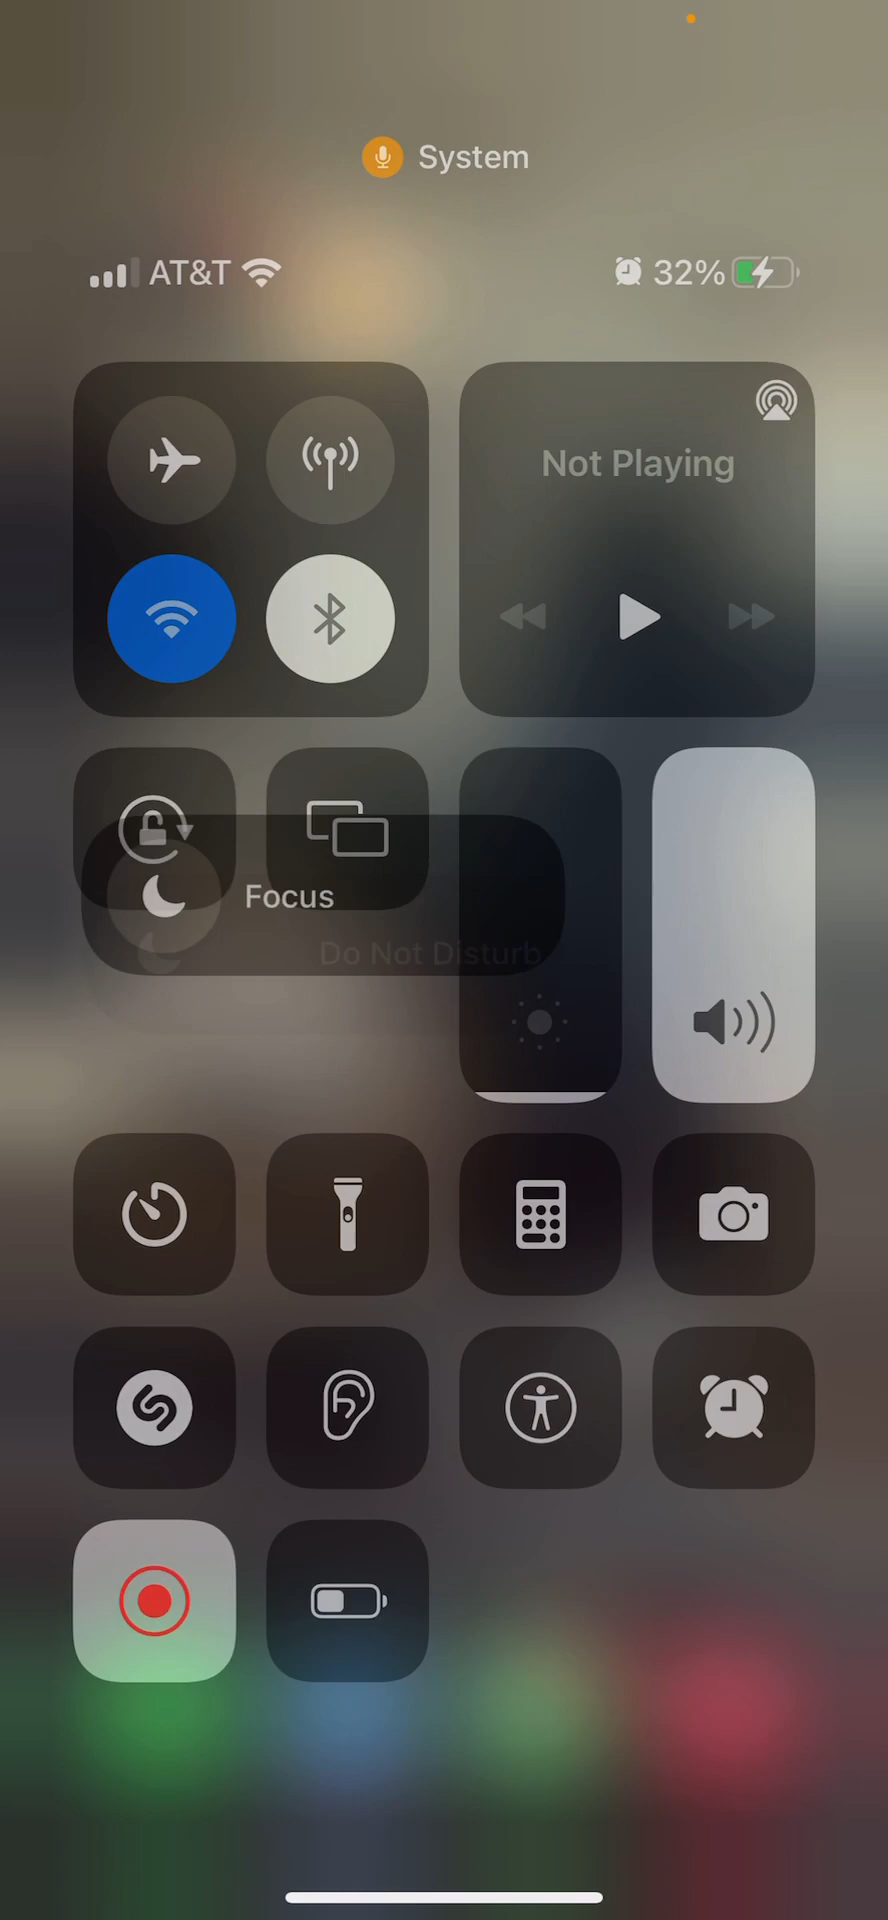 System
AT&T
32%
Not Playing
Focus
Do Not Disturb